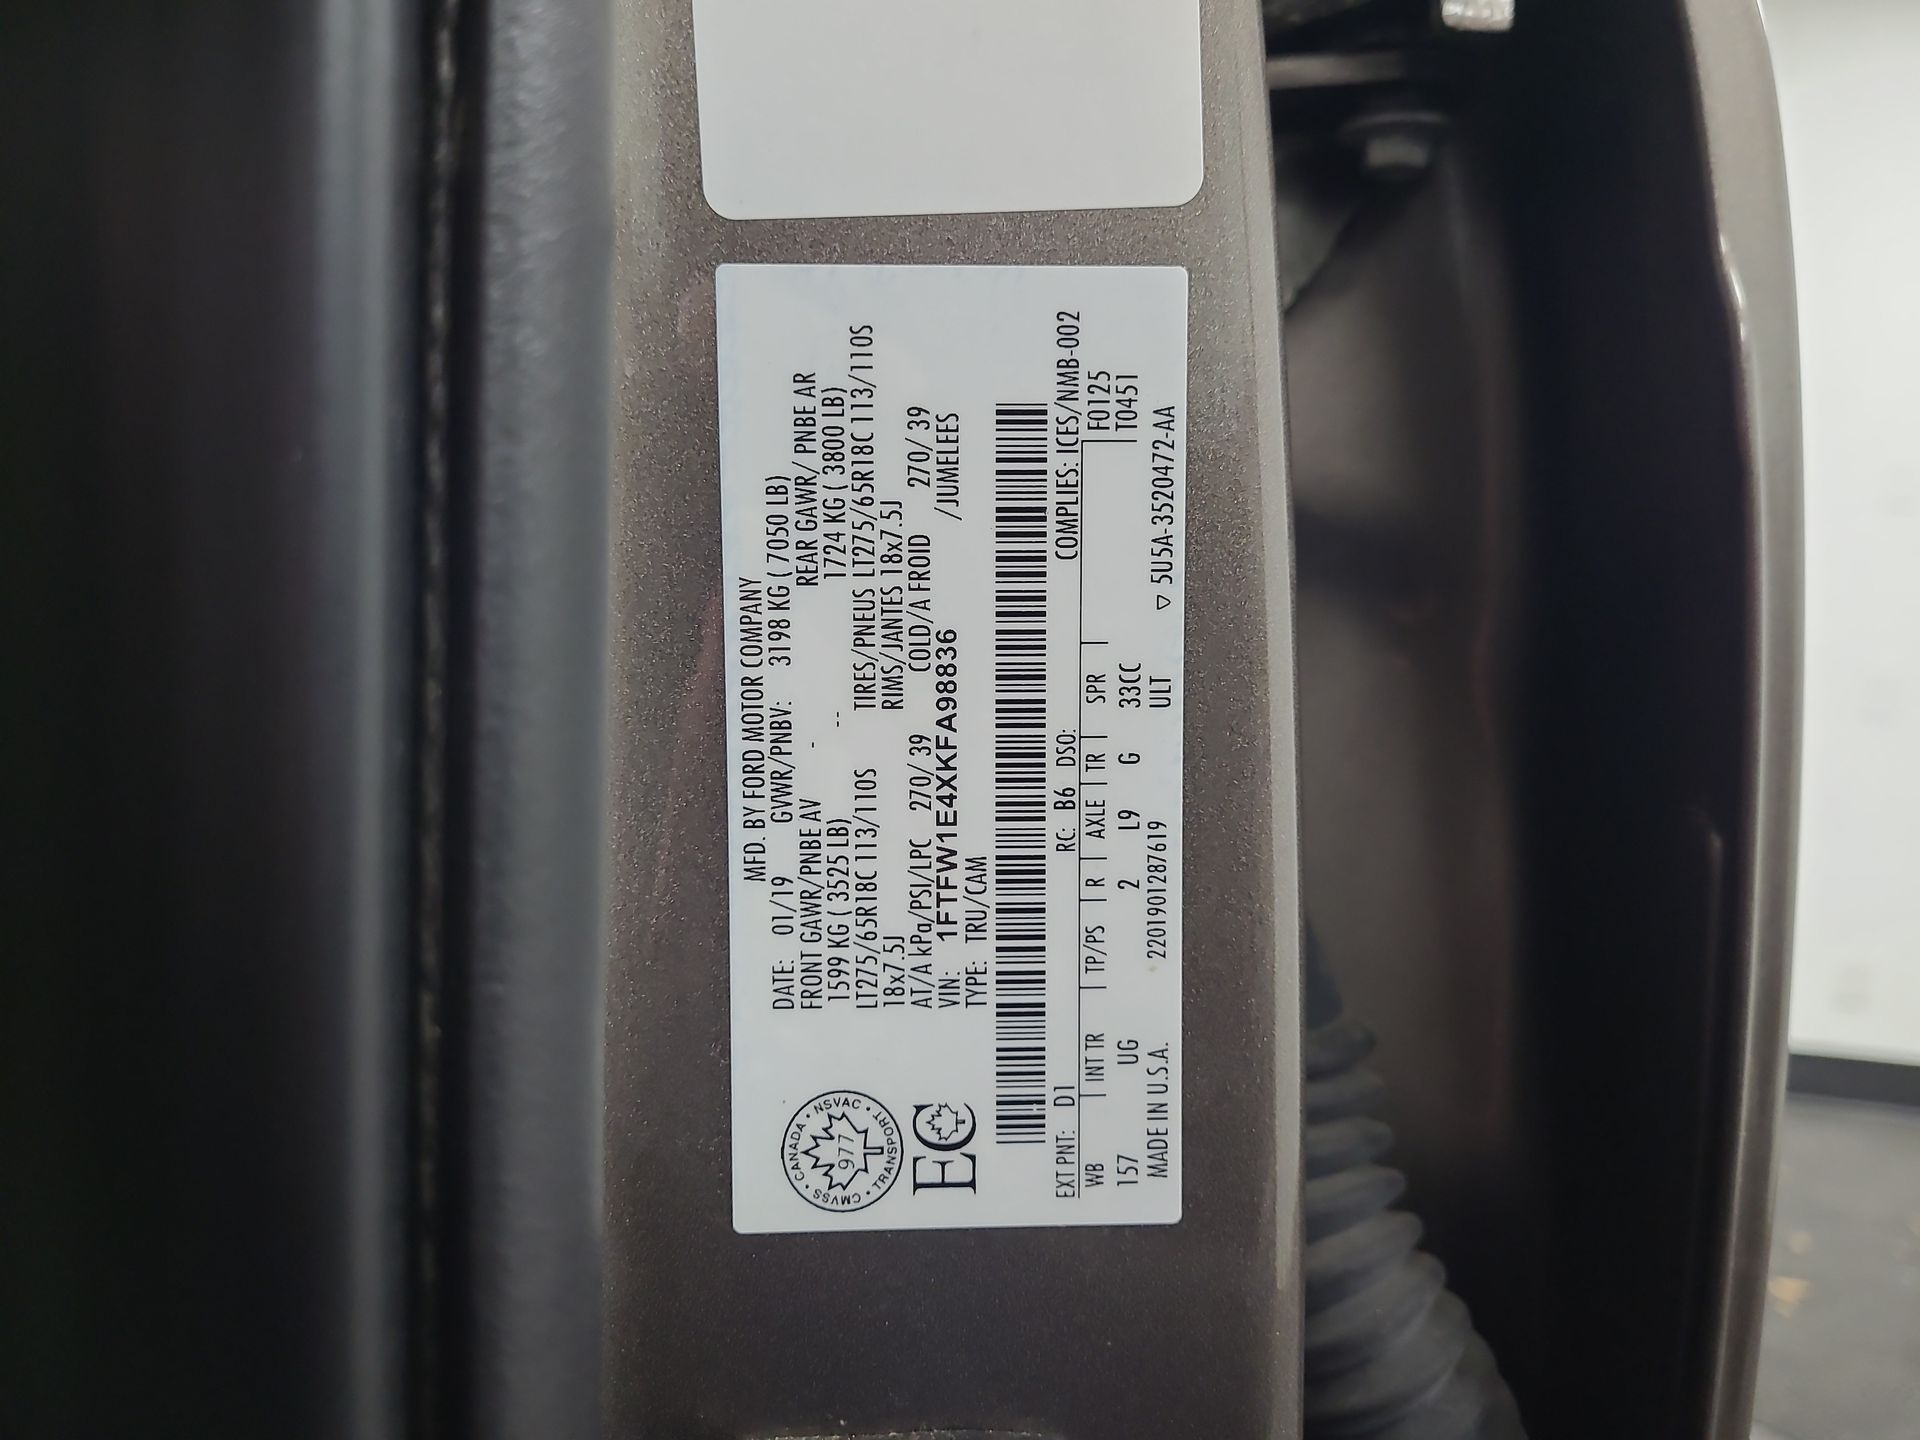 MFD. BY FORD MOTOR COMPANY
DATE: 01/19 GVWR/PNBV: 3198 KG ( 7050 LB)
FRONT GAWR/PNBE AV - REAR GAWR/ PNBE AR
1599 KG ( 3525 LB) -- 1724 KG ( 3800 LB)
LT275/65R18C 113/110S TIRES/PNEUS LT275/65R18C 113/110S
18x7.5J RIMS/JANTES 18x7.5J
AT/A kPa/PSI/LPC 270/ 39 COLD/A FROID 270/ 39
VIN: 1FTFW1E4XKFA98836 /JUMELEES
TYPE: TRU/CAM
CMVSS • CANADA • NSVAC • TRANSPORT •
977
EC
COMPLIES: ICES/NMB-002
EXT PNT: D1 RC: B6 DSO: F0125
WB INT TR TP/PS R AXLE TR SPR T0451
157 UG 2 L9 G 33CC
MADE IN U.S.A. 2201901287619 ULT ▽ 5U5A-3520472-AA